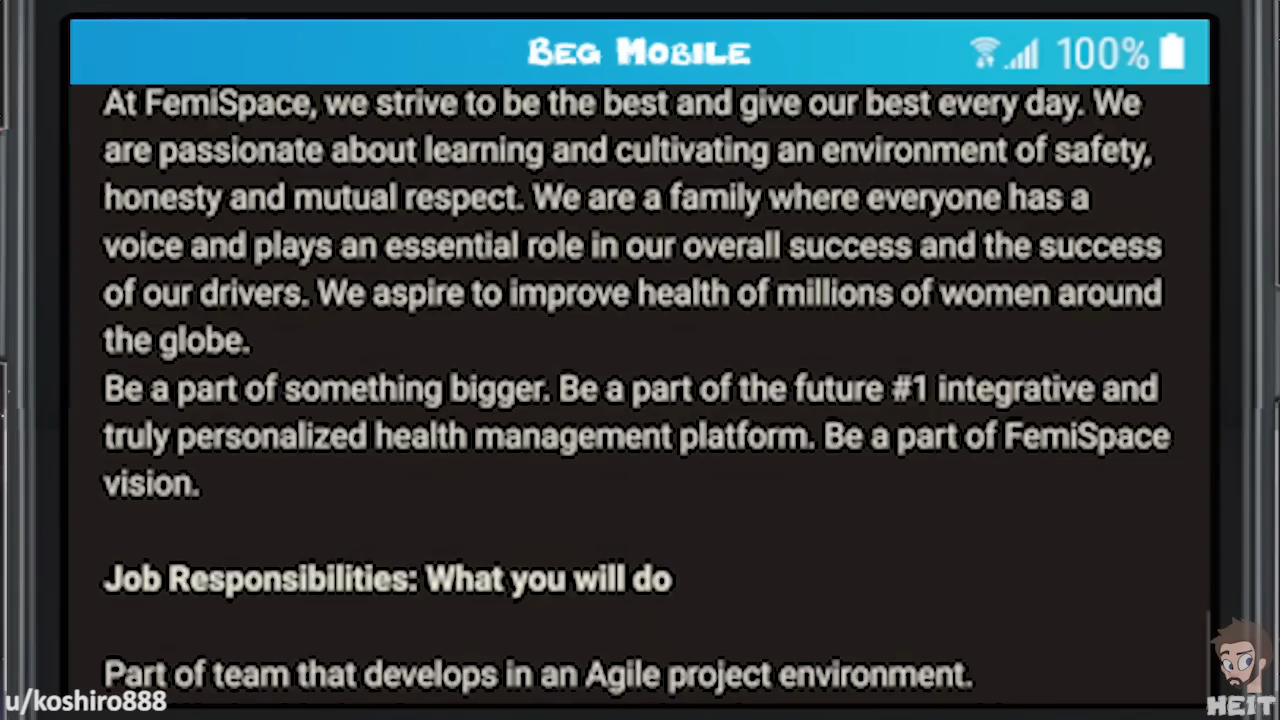 BEG MOBILE
100%
At FemiSpace, we strive to be the best and give our best every day. We
are passionate about learning and cultivating an environment of safety,
honesty and mutual respect. We are a family where everyone has a
voice and plays an essential role in our overall success and the success
of our drivers. We aspire to improve health of millions of women around
the globe.
Be a part of something bigger. Be a part of the future #1 integrative and
truly personalized health management platform. Be a part of FemiSpace
vision.
Job Responsibilities: What you will do
Part of team that develops in an Agile project environment.
u/koshiro888
HEIT